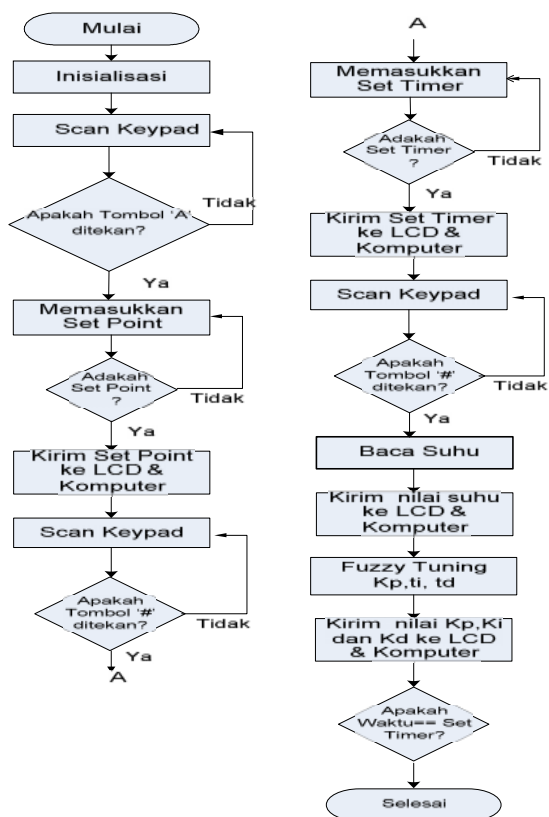 Mulai
Inisialisasi
Scan Keypad
Tidak
Apakah Tombol 'A'
ditekan?
Ya
Memasukkan
Set Point
Adakah
Set Point
?
Tidak
Ya
Kirim Set Point
ke LCD &
Komputer
Scan Keypad
Apakah
Tombol '#'
ditekan?
Tidak
Ya
A
A
Memasukkan
Set Timer
Adakah
Set Timer
?
Tidak
Ya
Kirim Set Timer
ke LCD &
Komputer
Scan Keypad
Apakah
Tombol '#'
ditekan?
Tidak
Ya
Baca Suhu
Kirim nilai suhu
ke LCD &
Komputer
Fuzzy Tuning
Kp,ti, td
Kirim nilai Kp,Ki
dan Kd ke LCD
& Komputer
Apakah
Waktu== Set
Timer?
Selesai